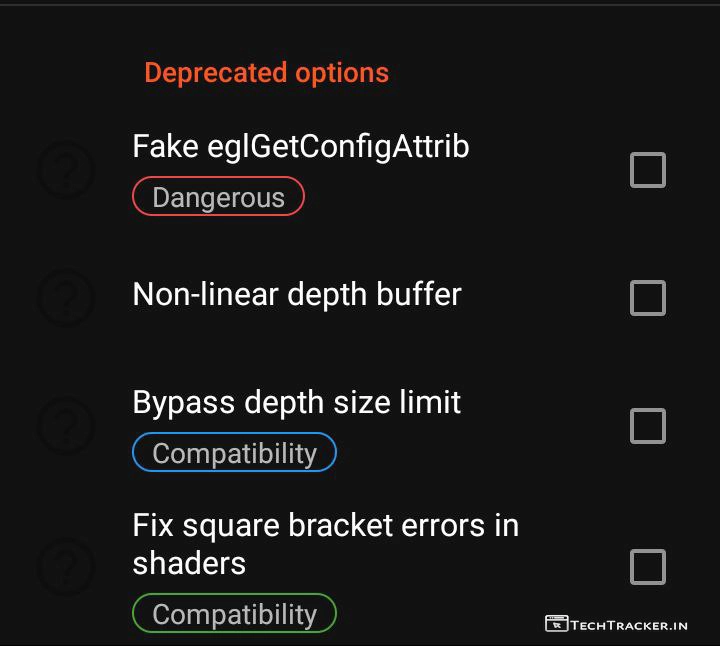 Deprecated options
Fake eglGetConfigAttrib
Dangerous
Non-linear depth buffer
Bypass depth size limit
Compatibility
Fix square bracket errors in
shaders
Compatibility
TECHTRACKER.IN